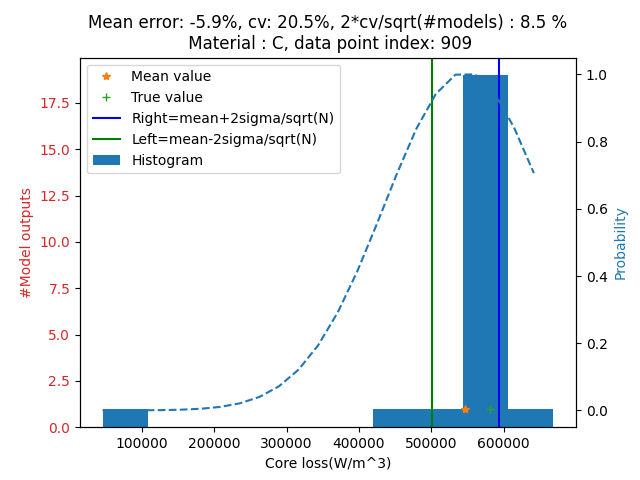 Mean error: -5.9%, cv: 20.5%, 2*cv/sqrt(#models) : 8.5 %
Material : C, data point index: 909
Mean value
True value
Right=mean+2sigma/sqrt(N)
Left=mean-2sigma/sqrt(N)
Histogram
#Model outputs
17.5
15.0
12.5
10.0
7.5
5.0
2.5
0.0
1.0
0.8
0.6
0.4
0.2
0.0
Probability
100000 200000 300000 400000 500000 600000
Core loss(W/m^3)